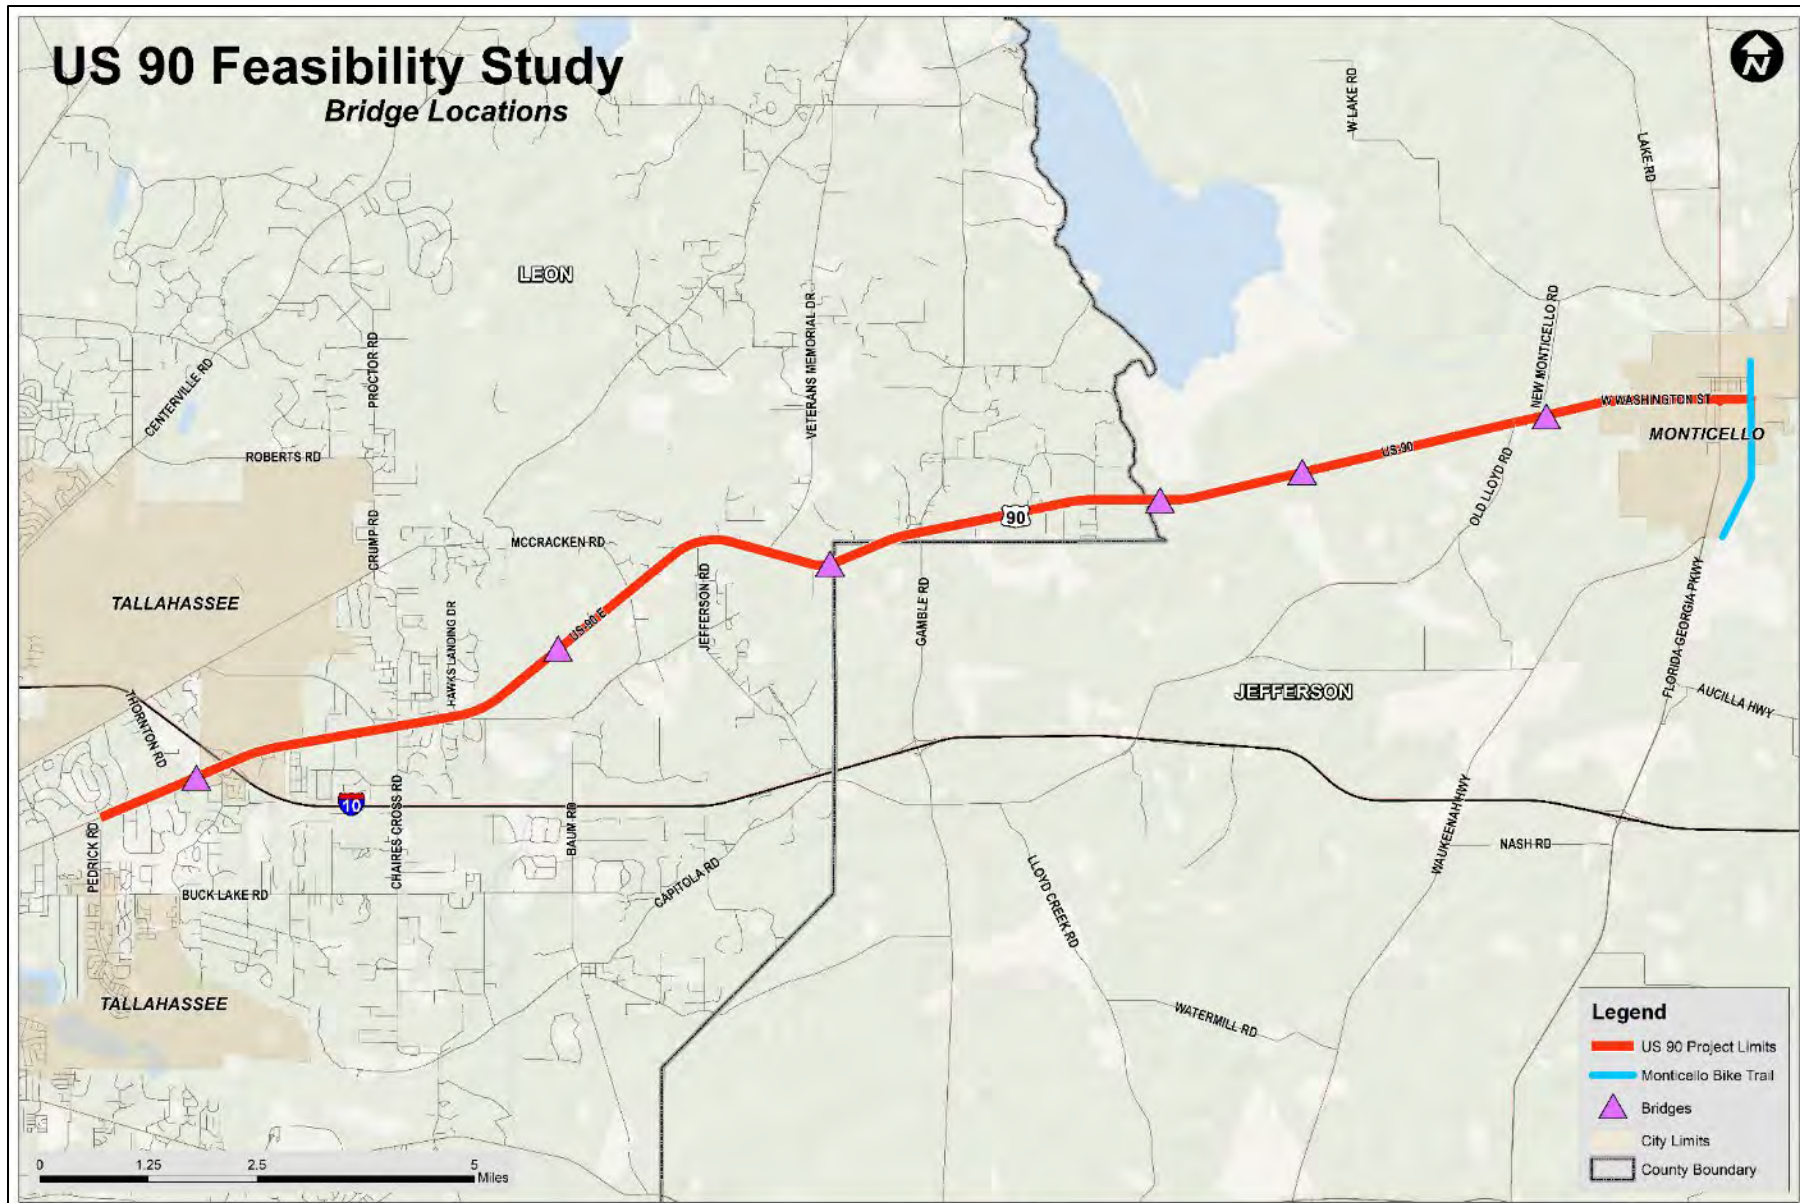 US 90 Feasibility Study
Bridge Locations
N
W LAKE RD
LAKE RD
LEON
VETERANS MEMORIAL DR
NEW MONTICELLO RD
PROCTOR RD
CENTERVILLE RD
W WASHINGTON ST
MONTICELLO
US 90
ROBERTS RD
OLD LLOYD RD
90
CRUMP RD
MCCRACKEN RD
JEFFERSON RD
GAMBLE RD
TALLAHASSEE
US 90 E
HAWKS LANDING DR
FLORIDA GEORGIA PKWY
JEFFERSON
AUCILLA HWY
THORNTON RD
10
CHAIRES CROSS RD
BAUM RD
WAUKEENAH HWY
NASH RD
PEDRICK RD
BUCK LAKE RD
CAPITOLA RD
LLOYD CREEK RD
TALLAHASSEE
WATERMILL RD
Legend
US 90 Project Limits
Monticello Bike Trail
Bridges
City Limits
County Boundary
0 1.25 2.5 5
Miles